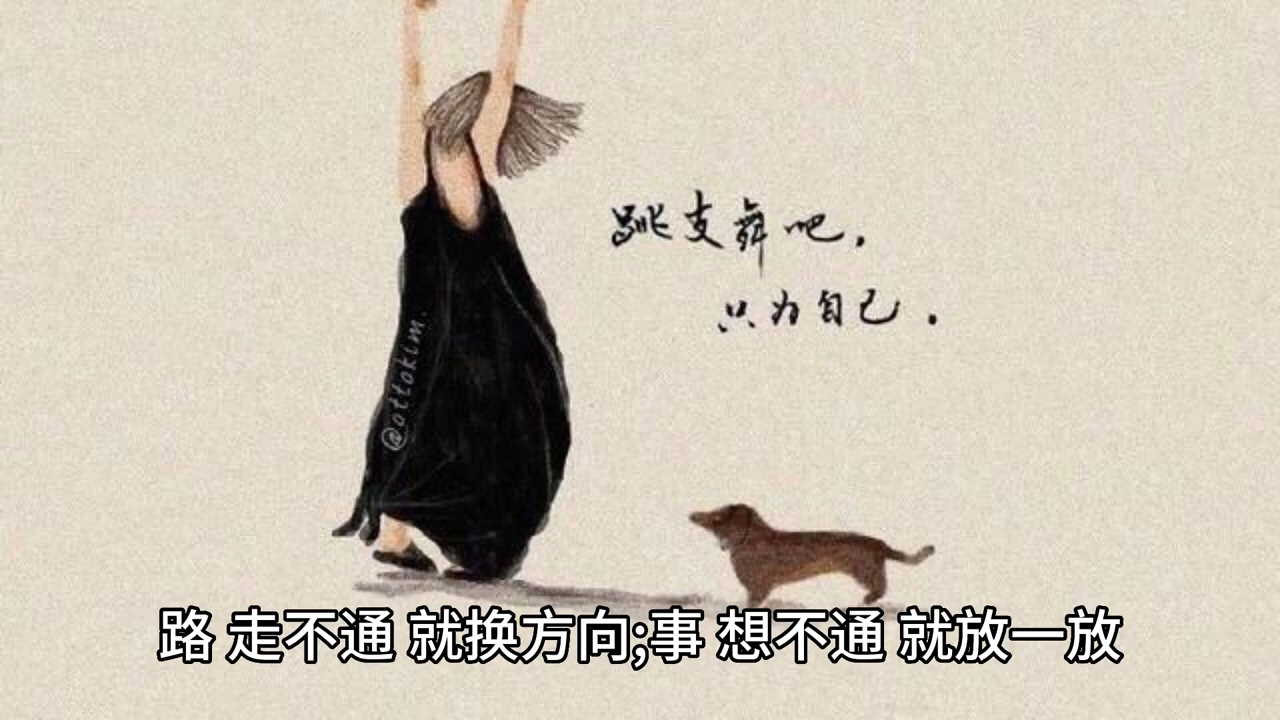 跳支舞吧，
只为自己.
@ottokim.
路 走不通 就换方向;事 想不通 就放一放